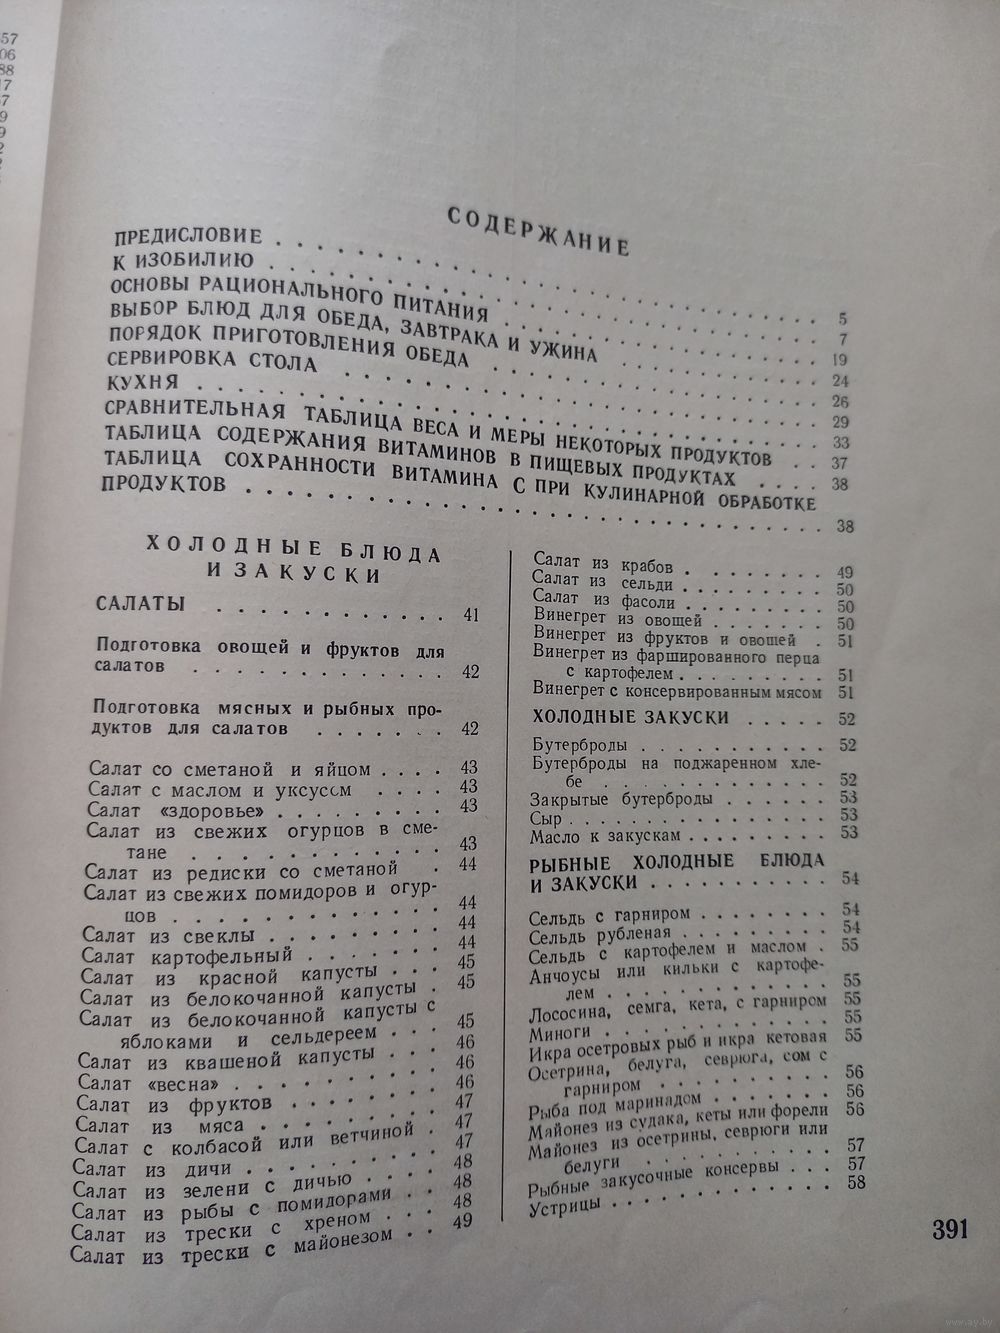 57
06
88
17
67
9
9
2
СОДЕРЖАНИЕ
ПРЕДИСЛОВИЕ . . . . . . . . . . 5
К ИЗОБИЛИЮ . . . . . . . . . . 7
ОСНОВЫ РАЦИОНАЛЬНОГО ПИТАНИЯ . . . . . . . . . . 19
ВЫБОР БЛЮД ДЛЯ ОБЕДА, ЗАВТРАКА И УЖИНА . . . . . . . . . . 24
ПОРЯДОК ПРИГОТОВЛЕНИЯ ОБЕДА . . . . . . . . . . 26
СЕРВИРОВКА СТОЛА . . . . . . . . . . 29
КУХНЯ . . . . . . . . . . 33
СРАВНИТЕЛЬНАЯ ТАБЛИЦА ВЕСА И МЕРЫ НЕКОТОРЫХ ПРОДУКТОВ . . 37
ТАБЛИЦА СОДЕРЖАНИЯ ВИТАМИНОВ В ПИЩЕВЫХ ПРОДУКТАХ . . . . 38
ТАБЛИЦА СОХРАННОСТИ ВИТАМИНА С ПРИ КУЛИНАРНОЙ ОБРАБОТКЕ
ПРОДУКТОВ . . . . . . . . . . 38
ХОЛОДНЫЕ БЛЮДА
И ЗАКУСКИ
САЛАТЫ . . . . . . . . . . 41
Подготовка овощей и фруктов для
салатов . . . . . . . . . . 42
Подготовка мясных и рыбных про-
дуктов для салатов . . . . . . . 42
Салат со сметаной и яйцом . . . . 43
Салат с маслом и уксусом . . . . 43
Салат «здоровье» . . . . . . . . . 43
Салат из свежих огурцов в сме-
тане . . . . . . . . . . 43
Салат из редиски со сметаной . 44
Салат из свежих помидоров и огур-
цов . . . . . . . . . . 44
Салат из свеклы . . . . . . . . . 44
Салат картофельный . . . . . . . 44
Салат из красной капусты . . . 45
Салат из белокочанной капусты . 45
Салат из белокочанной капусты с
яблоками и сельдереем . . . 45
Салат из квашеной капусты . . . 46
Салат «весна» . . . . . . . . . . 46
Салат из фруктов . . . . . . . . 46
Салат из мяса . . . . . . . . . 47
Салат с колбасой или ветчиной . 47
Салат из дичи . . . . . . . . . . 47
Салат из зелени с дичью . . . . 48
Салат из рыбы с помидорами . . 48
Салат из трески с хреном . . . 48
Салат из трески с майонезом . . 49
Салат из крабов . . . . . . . . 49
Салат из сельди . . . . . . . . . 50
Салат из фасоли . . . . . . . . . 50
Винегрет из овощей . . . . . . . 50
Винегрет из фруктов и овощей . 51
Винегрет из фаршированного перца
с картофелем . . . . . . . . . 51
Винегрет с консервированным мясом 51
ХОЛОДНЫЕ ЗАКУСКИ . . . . . 52
Бутерброды . . . . . . . . . . . 52
Бутерброды на поджаренном хле-
бе . . . . . . . . . . 52
Закрытые бутерброды . . . . . . 53
Сыр . . . . . . . . . . 53
Масло к закускам . . . . . . . . . 53
РЫБНЫЕ ХОЛОДНЫЕ БЛЮДА
И ЗАКУСКИ . . . . . . . . . . . 54
Сельдь с гарниром . . . . . . . . 54
Сельдь рубленая . . . . . . . . . 54
Сельдь с картофелем и маслом . 55
Анчоусы или кильки с картофе-
лем . . . . . . . . . . 55
Лососина, семга, кета, с гарниром 55
Миноги . . . . . . . . . . 55
Икра осетровых рыб и икра кетовая 55
Осетрина, белуга, севрюга, сом с
гарниром . . . . . . . . . 56
Рыба под маринадом . . . . . . . 56
Майонез из судака, кеты или форели 56
Майонез из осетрины, севрюги или
белуги . . . . . . . . . . 57
Рыбные закусочные консервы . . . 57
Устрицы . . . . . . . . . . . . . 58
391
www.ay.by